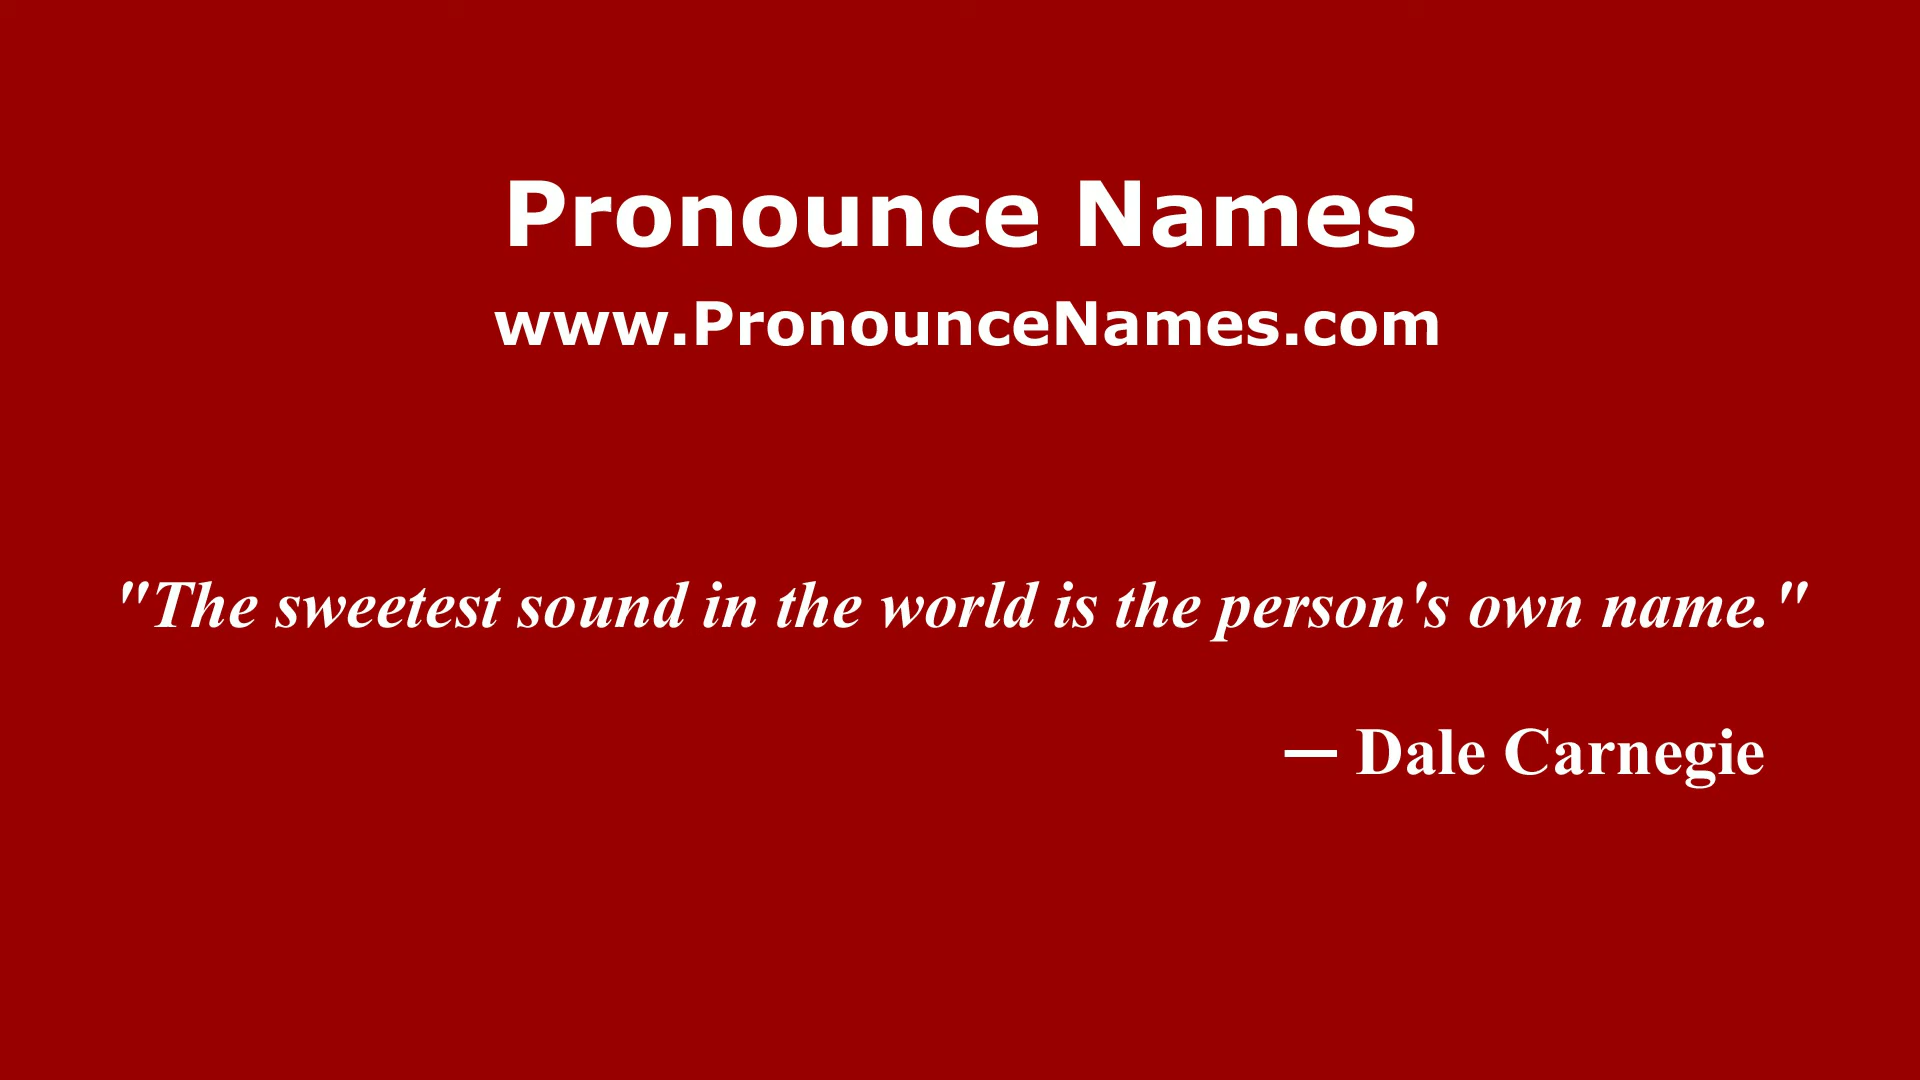 Pronounce Names
www.PronounceNames.com
"The sweetest sound in the world is the person's own name."
— Dale Carnegie